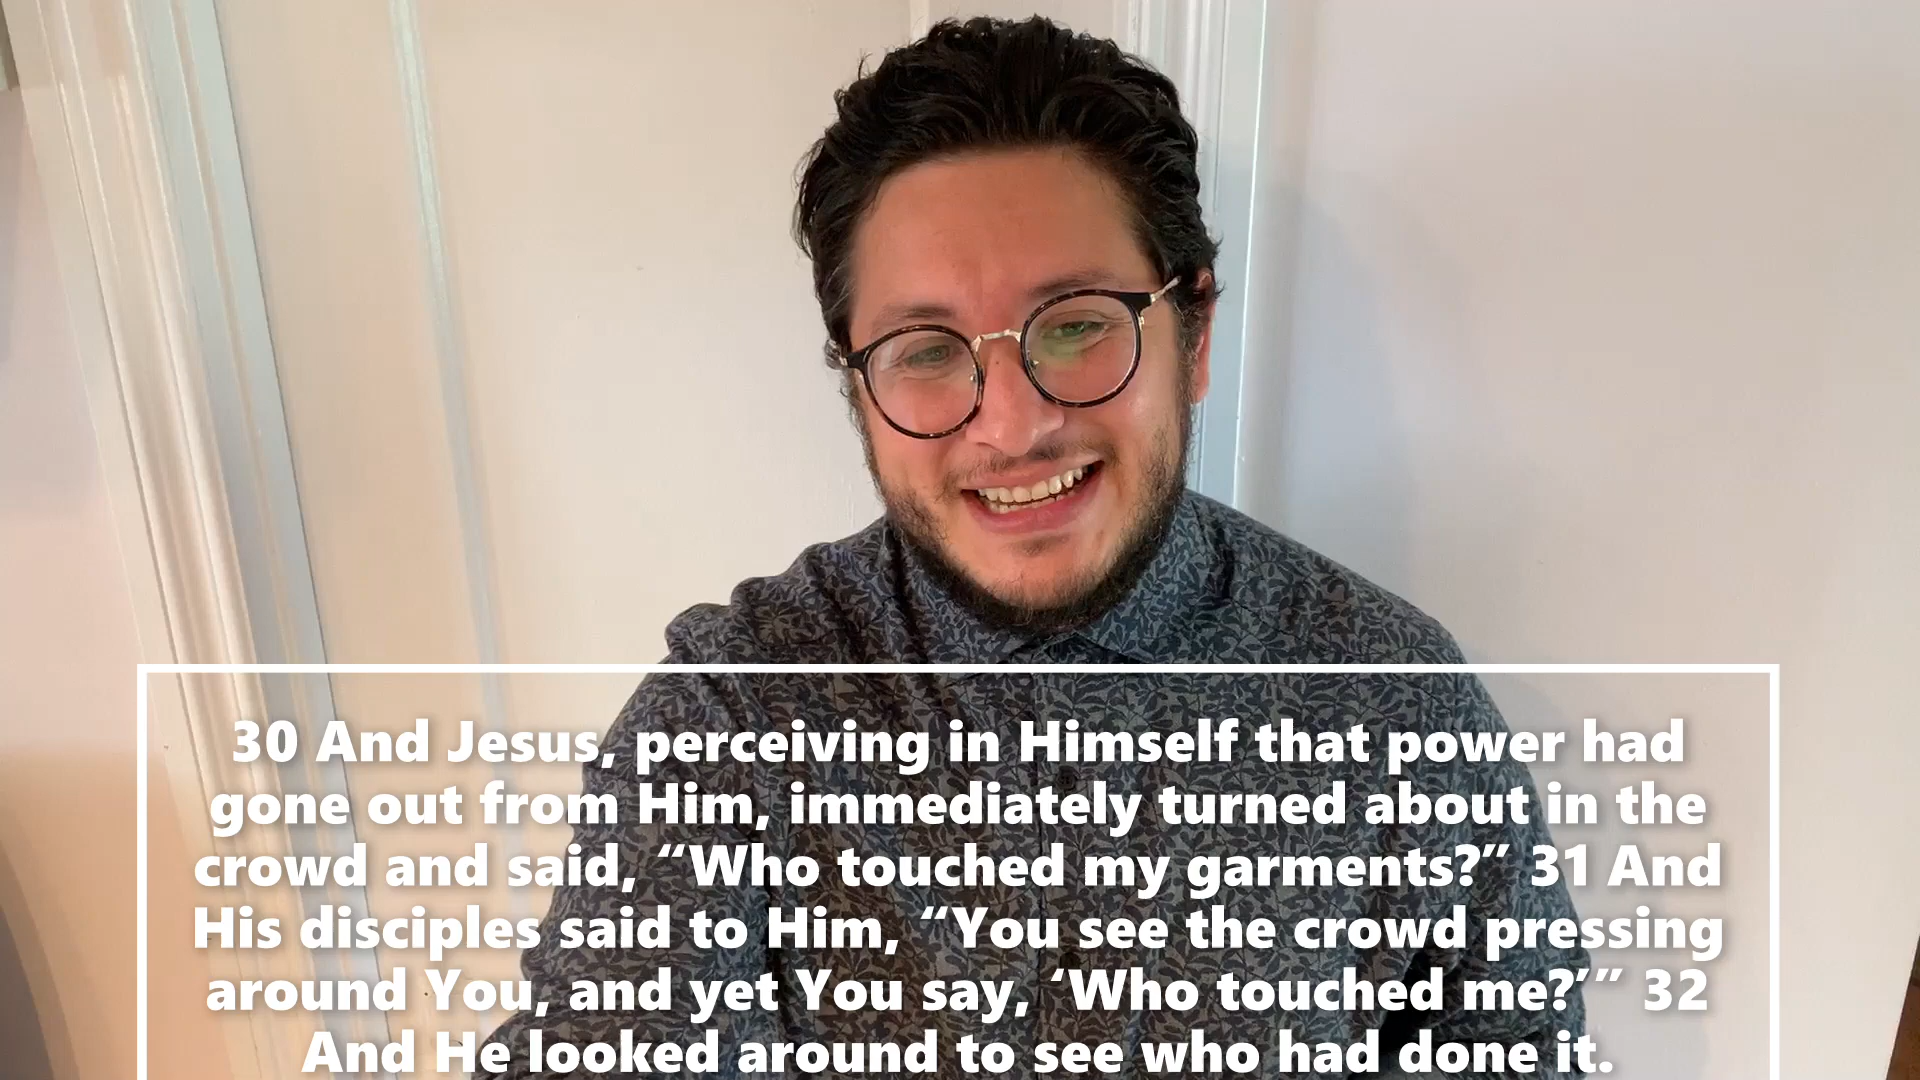 30 And Jesus, perceiving in Himself that power had
gone out from Him, immediately turned about in the
crowd and said, “Who touched my garments?” 31 And
His disciples said to Him, “You see the crowd pressing
around You, and yet You say, ‘Who touched me?’” 32
And He looked around to see who had done it.